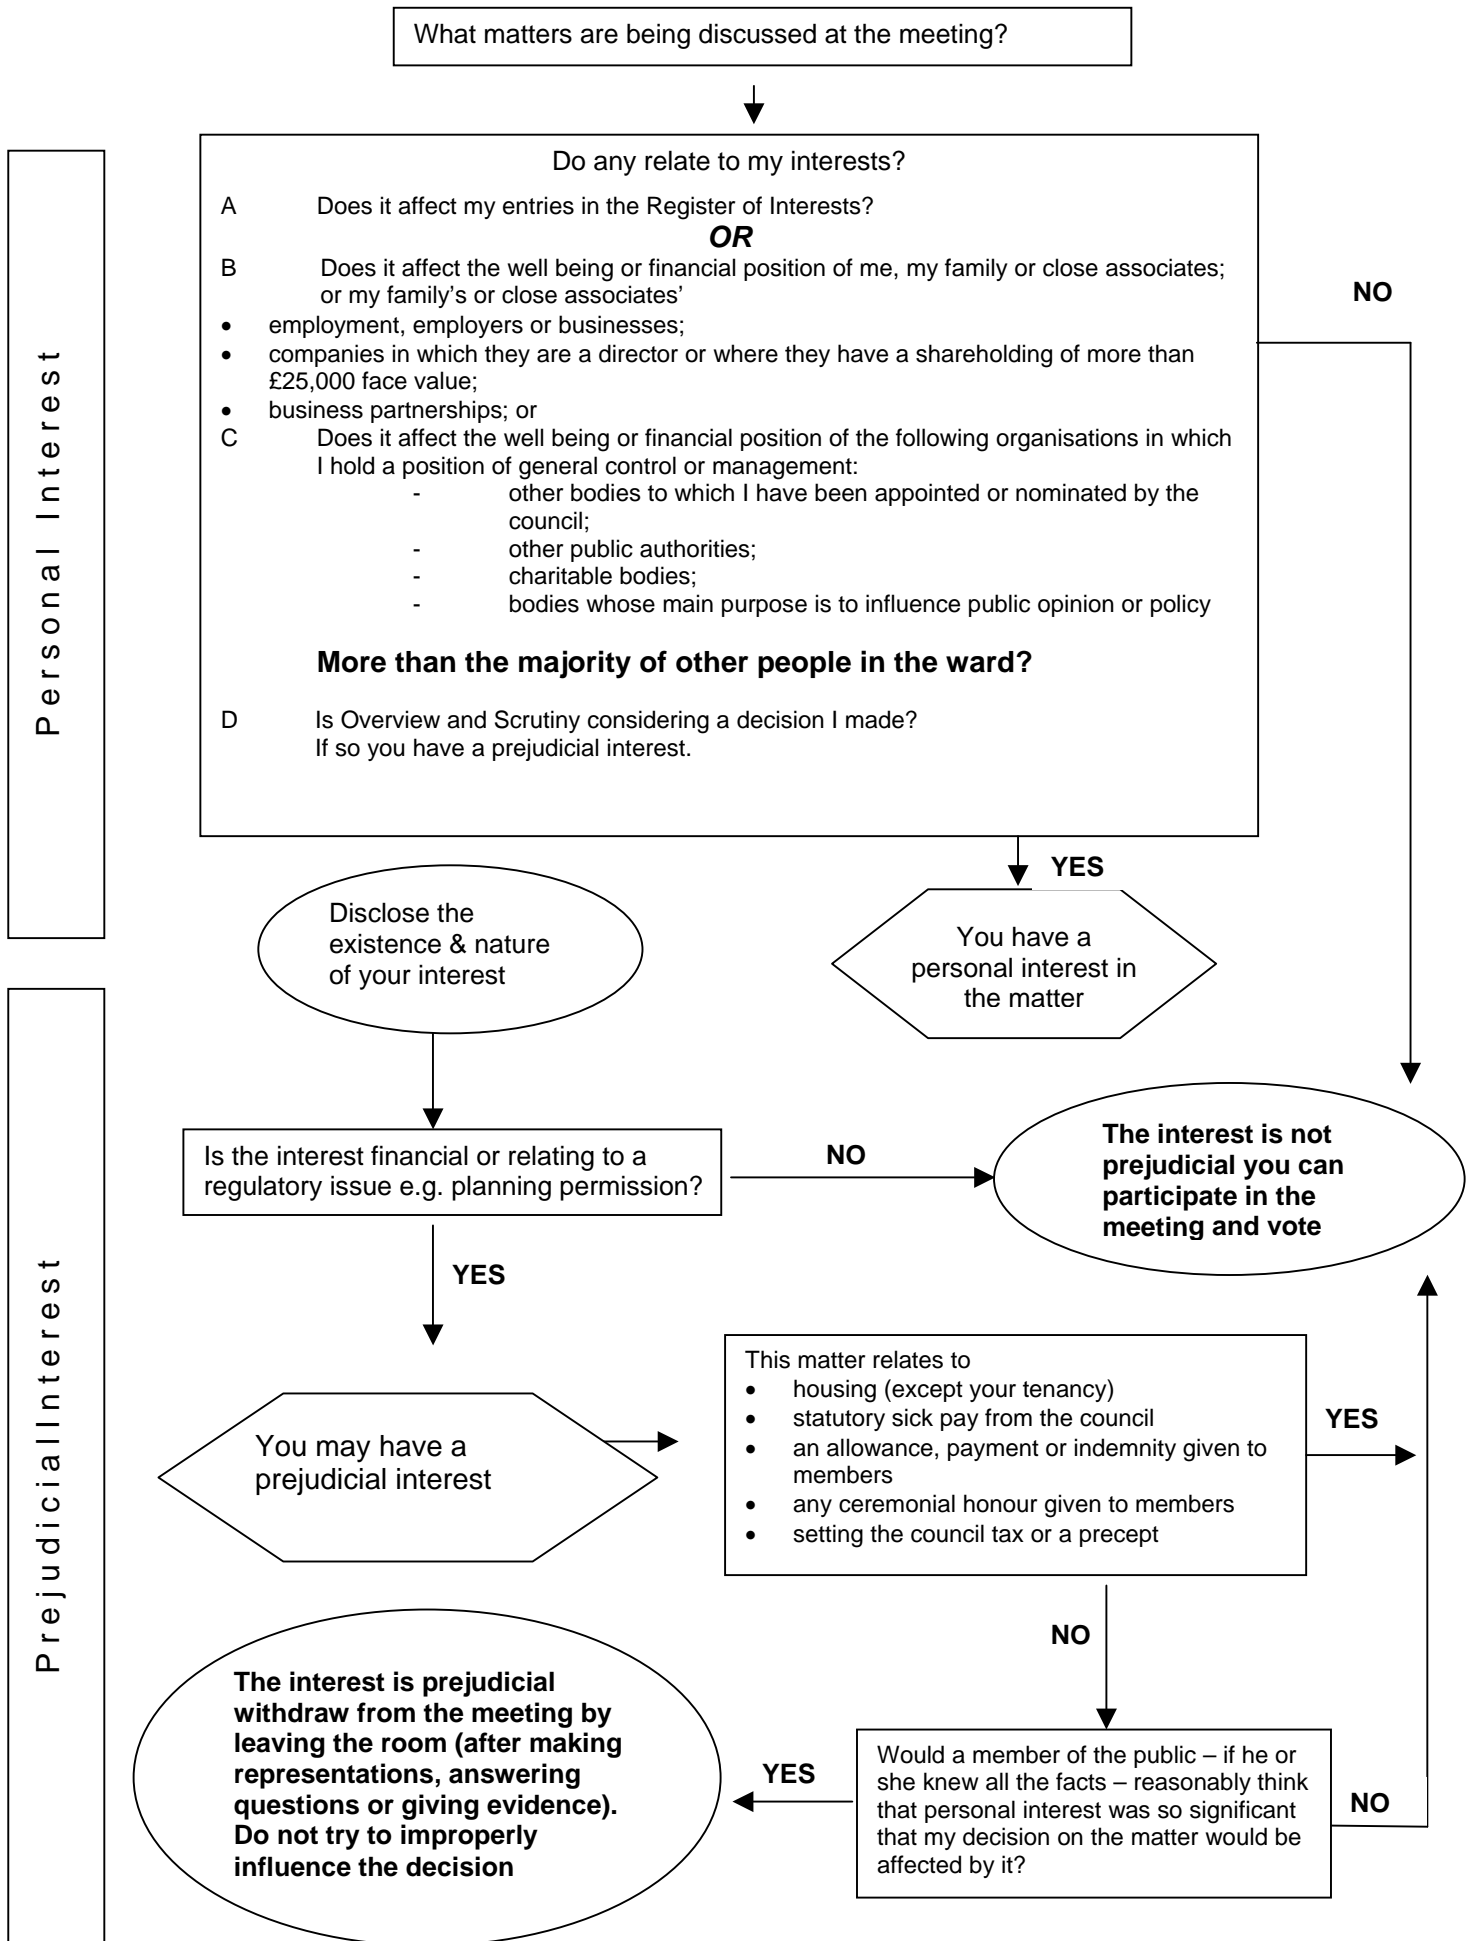 What matters are being discussed at the meeting?
Personal Interest
Do any relate to my interests?
A Does it affect my entries in the Register of Interests?
OR
B Does it affect the well being or financial position of me, my family or close associates;
or my family's or close associates'
• employment, employers or businesses;
• companies in which they are a director or where they have a shareholding of more than
£25,000 face value;
• business partnerships; or
C Does it affect the well being or financial position of the following organisations in which
I hold a position of general control or management:
- other bodies to which I have been appointed or nominated by the
council;
- other public authorities;
- charitable bodies;
- bodies whose main purpose is to influence public opinion or policy
More than the majority of other people in the ward?
D Is Overview and Scrutiny considering a decision I made?
If so you have a prejudicial interest.
NO
YES
Disclose the
existence & nature
of your interest
You have a
personal interest in
the matter
Prejudicial Interest
Is the interest financial or relating to a
regulatory issue e.g. planning permission?
NO
The interest is not
prejudicial you can
participate in the
meeting and vote
YES
You may have a
prejudicial interest
This matter relates to
• housing (except your tenancy)
• statutory sick pay from the council
• an allowance, payment or indemnity given to
members
• any ceremonial honour given to members
• setting the council tax or a precept
YES
NO
The interest is prejudicial
withdraw from the meeting by
leaving the room (after making
representations, answering
questions or giving evidence).
Do not try to improperly
influence the decision
YES
Would a member of the public – if he or
she knew all the facts – reasonably think
that personal interest was so significant
that my decision on the matter would be
affected by it?
NO